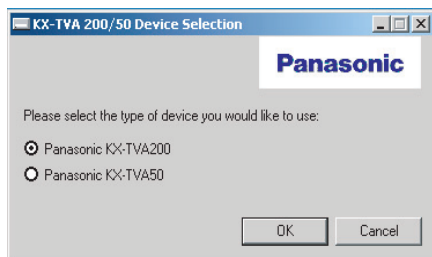 KX-TVA 200/50 Device Selection
Panasonic
Please select the type of device you would like to use:
Panasonic KX-TVA200
Panasonic KX-TVA50
OK Cancel